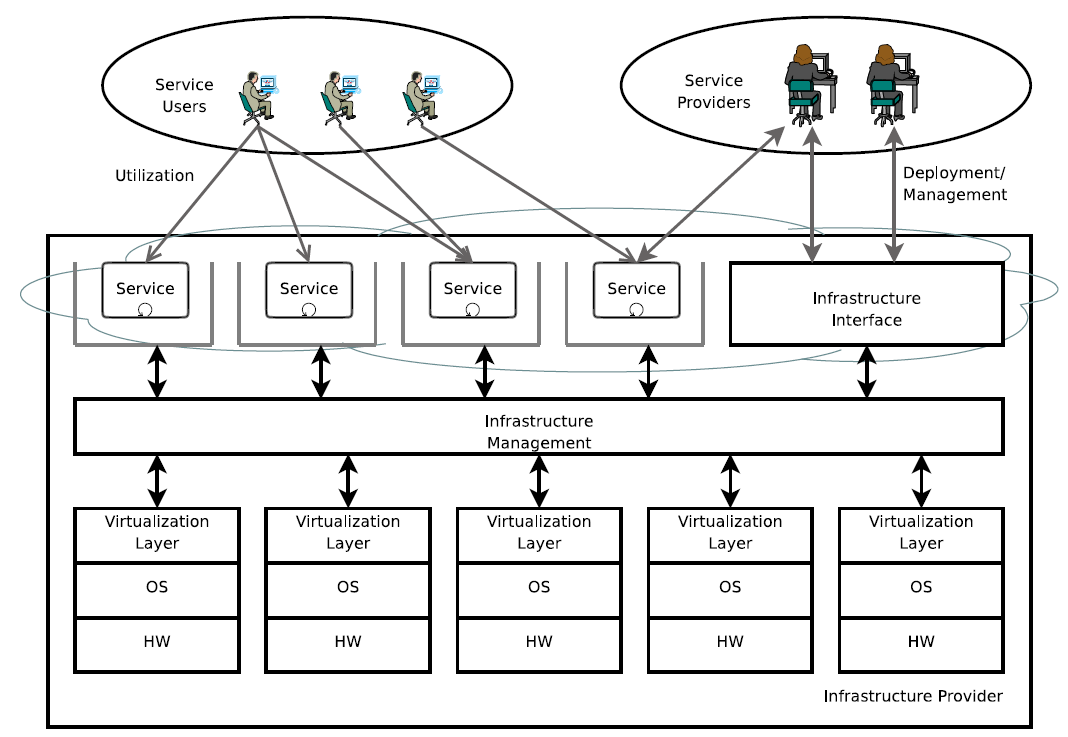 Service
Users
Service
Providers
Utilization
Deployment/
Management
Service
Service
Service
Service
Infrastructure
Interface
Infrastructure
Management
Virtualization
Layer
Virtualization
Layer
Virtualization
Layer
Virtualization
Layer
Virtualization
Layer
OS
OS
OS
OS
OS
HW
HW
HW
HW
HW
Infrastructure Provider